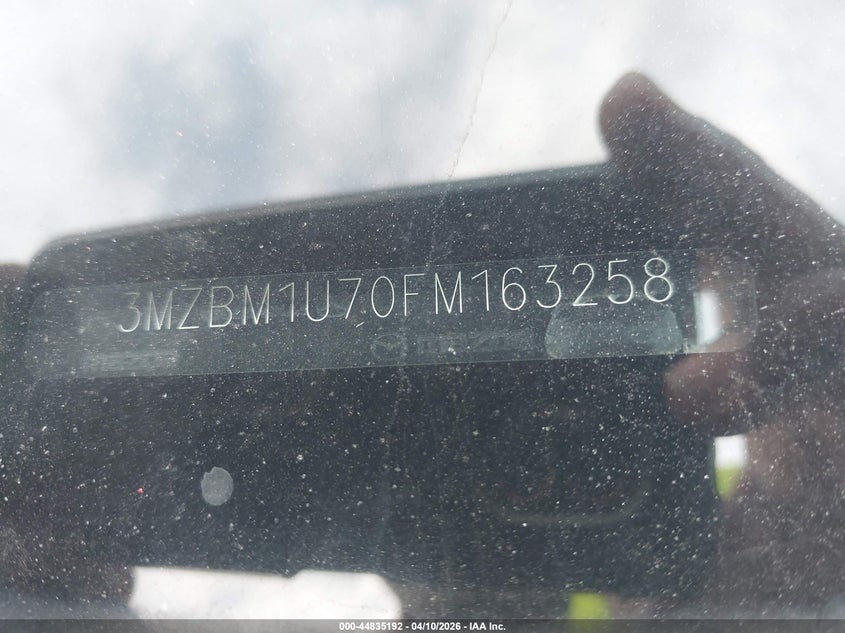 3MZBM1U70FM163258
000-44835192 - 04/10/2026 - IAA Inc.